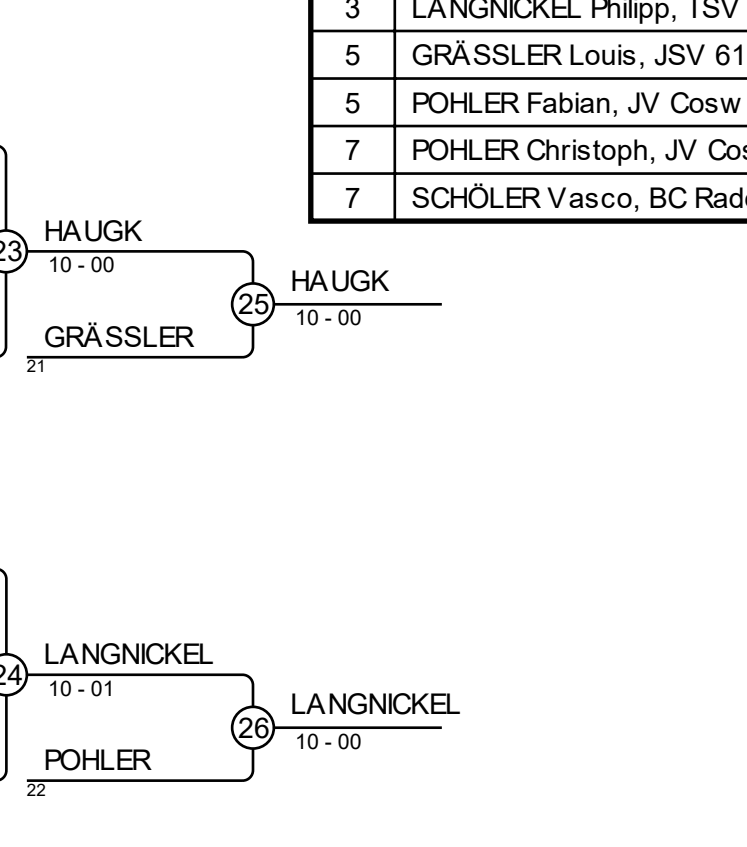 3 LANGNICKEL Philipp, TSV
5 GRÄSSLER Louis, JSV 61
5 POHLER Fabian, JV Cosw
7 POHLER Christoph, JV Cos
7 SCHÖLER Vasco, BC Rade
HAUGK
23
10 - 00
HAUGK
25
10 - 00
GRÄSSLER
21
LANGNICKEL
24
10 - 01
LANGNICKEL
26
10 - 00
POHLER
22